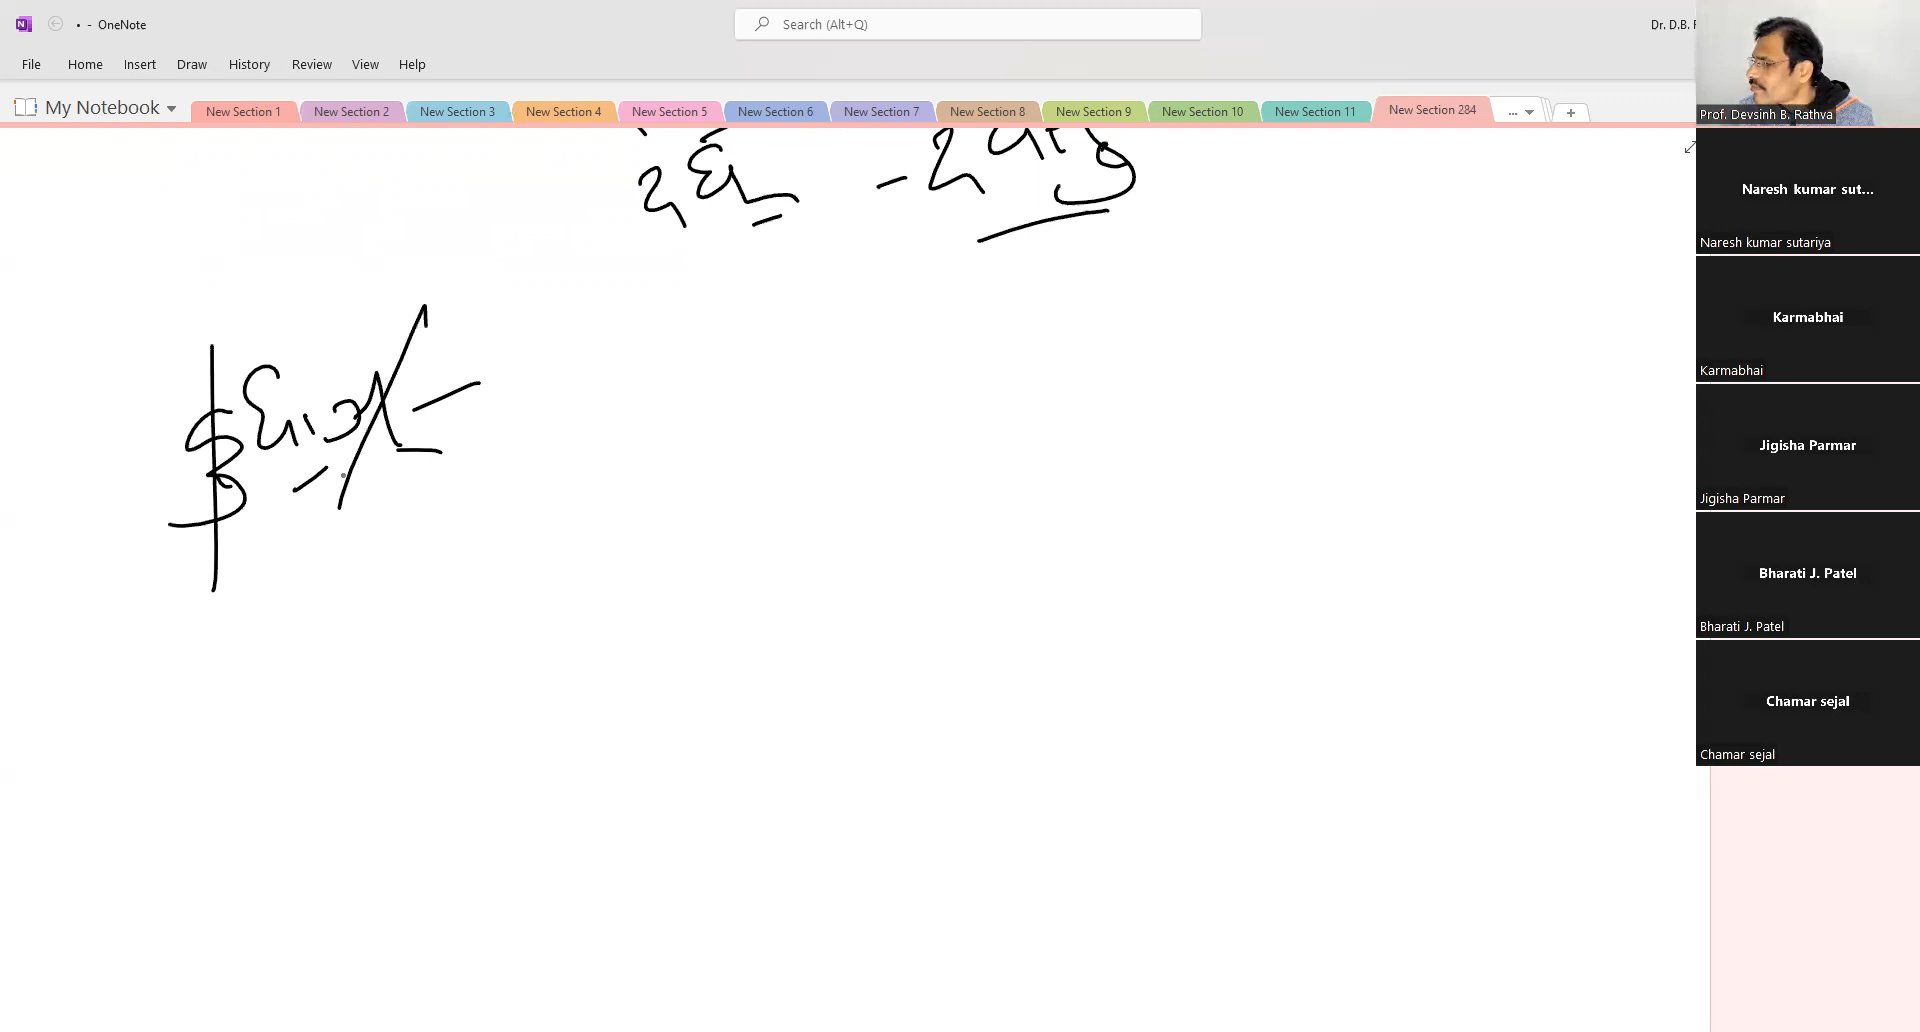 OneNote
Search (Alt+Q)
Dr. D.B.
File Home Insert Draw History Review View Help
My Notebook
New Section 1 New Section 2 New Section 3 New Section 4 New Section 5 New Section 6 New Section 7 New Section 8 New Section 9 New Section 10 New Section 11 New Section 284 ...
Prof. Devsinh B. Rathva
Naresh kumar sut...
Naresh kumar sutariya
Karmabhai
Karmabhai
Jigisha Parmar
Jigisha Parmar
Bharati J. Patel
Bharati J. Patel
Chamar sejal
Chamar sejal